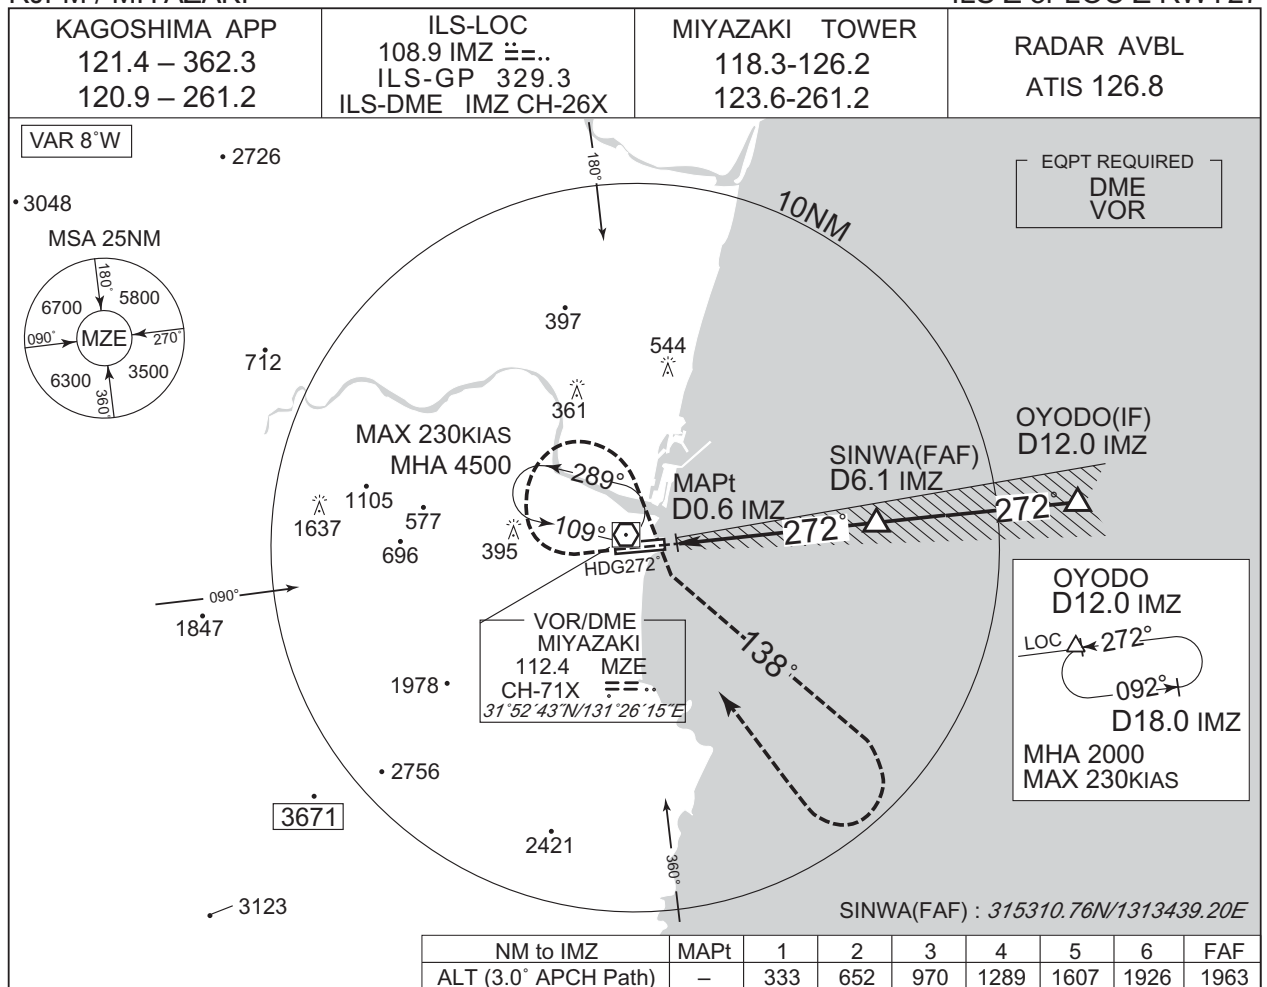 KAGOSHIMA APP
121.4 – 362.3
120.9 – 261.2
ILS-LOC
108.9 IMZ
ILS-GP 329.3
ILS-DME IMZ CH-26X
MIYAZAKI TOWER
118.3-126.2
123.6-261.2
RADAR AVBL
ATIS 126.8
VAR 8˚W
2726
3048
MSA 25NM
180˚
6700
5800
090˚
MZE
270˚
6300
3500
360˚
180˚
10NM
EQPT REQUIRED
DME
VOR
397
544
712
361
MAX 230KIAS
MHA 4500
289˚
109˚
1105
577
1637
696
395
MAPt
D0.6 IMZ
SINWA(FAF)
D6.1 IMZ
OYODO(IF)
D12.0 IMZ
272˚
272˚
HDG272˚
090˚
1847
VOR/DME
MIYAZAKI
112.4 MZE
CH-71X
31˚52´43˝N/131˚26´15˝E
138˚
1978
OYODO
D12.0 IMZ
LOC
272˚
092˚
D18.0 IMZ
MHA 2000
MAX 230KIAS
2756
3671
2421
360˚
3123
SINWA(FAF) : 315310.76N/1313439.20E
NM to IMZ MAPt 1 2 3 4 5 6 FAF
ALT (3.0˚ APCH Path) – 333 652 970 1289 1607 1926 1963